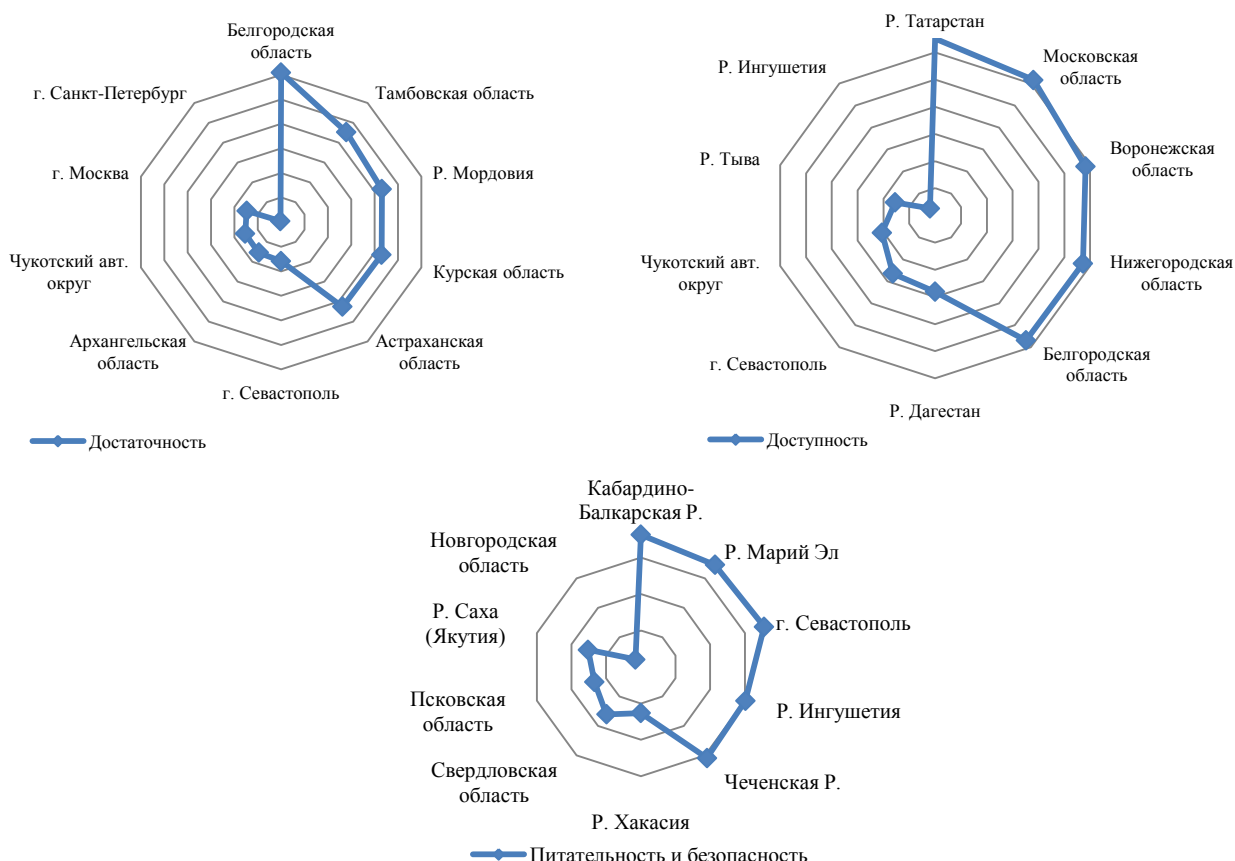 Белгородская
область
Тамбовская область
Р. Мордовия
Курская область
Астраханская
область
г. Севастополь
Архангельская
область
Чукотский авт.
округ
г. Москва
г. Санкт-Петербург
Достаточность
Р. Татарстан
Московская
область
Воронежская
область
Нижегородская
область
Белгородская
область
Р. Дагестан
г. Севастополь
Чукотский авт.
округ
Р. Тыва
Р. Ингушетия
Доступность
Кабардино-
Балкарская Р.
Р. Марий Эл
г. Севастополь
Р. Ингушетия
Чеченская Р.
Р. Хакасия
Свердловская
область
Псковская
область
Р. Саха
(Якутия)
Новгородская
область
Питательность и безопасность